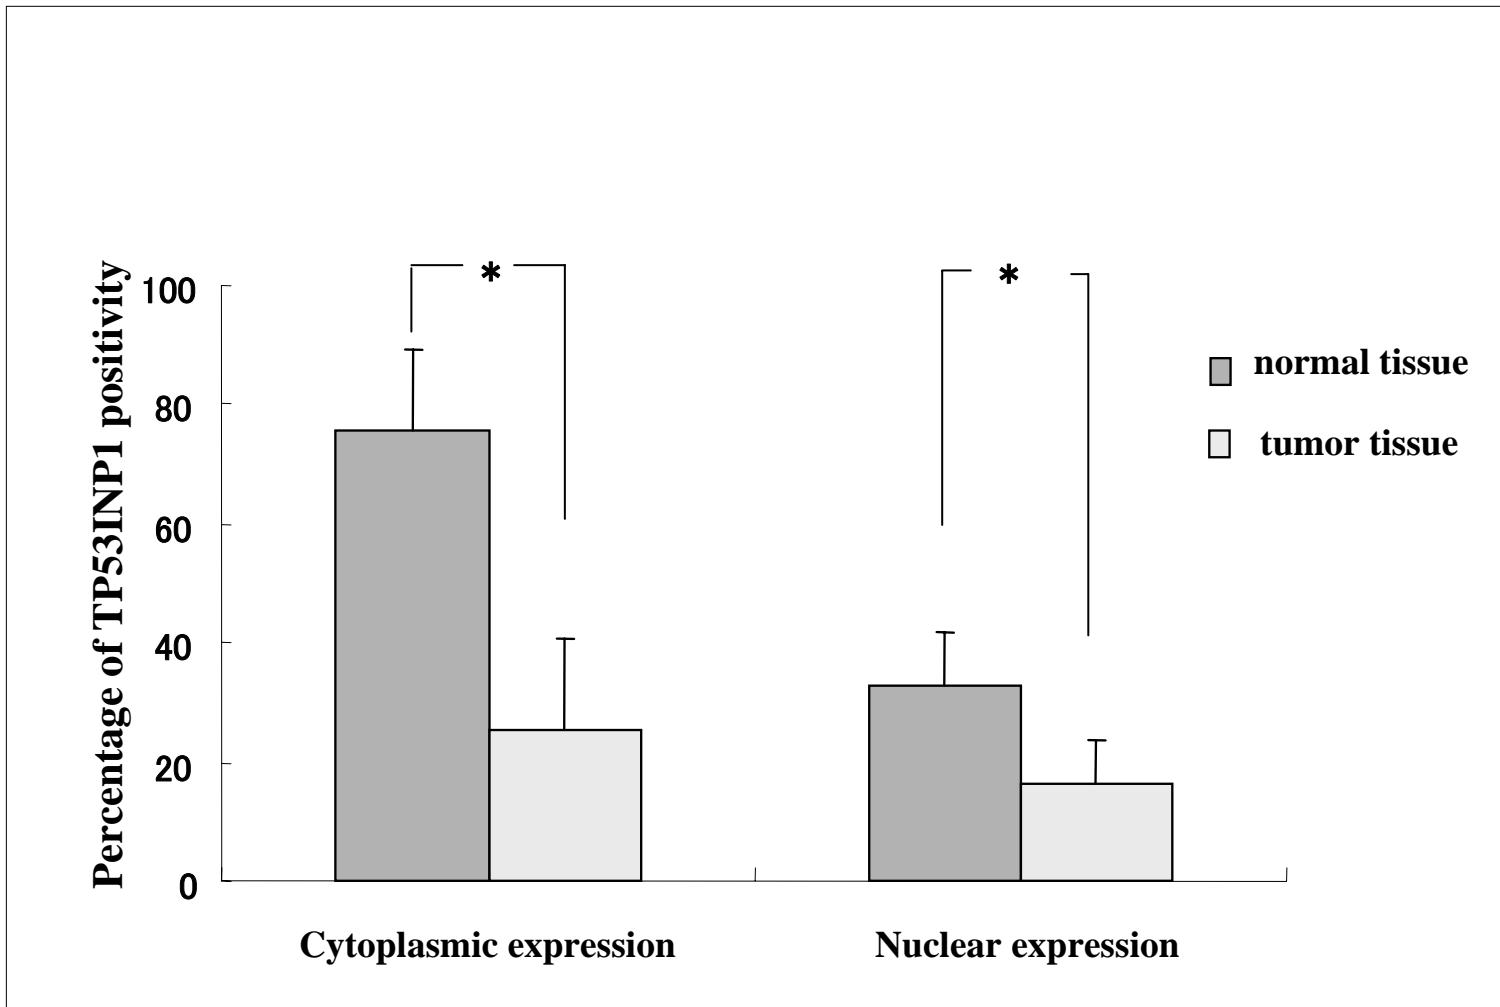 Percentage of TP53INP1 positivity
100
80
60
40
20
0
*
*
normal tissue
tumor tissue
Cytoplasmic expression
Nuclear expression